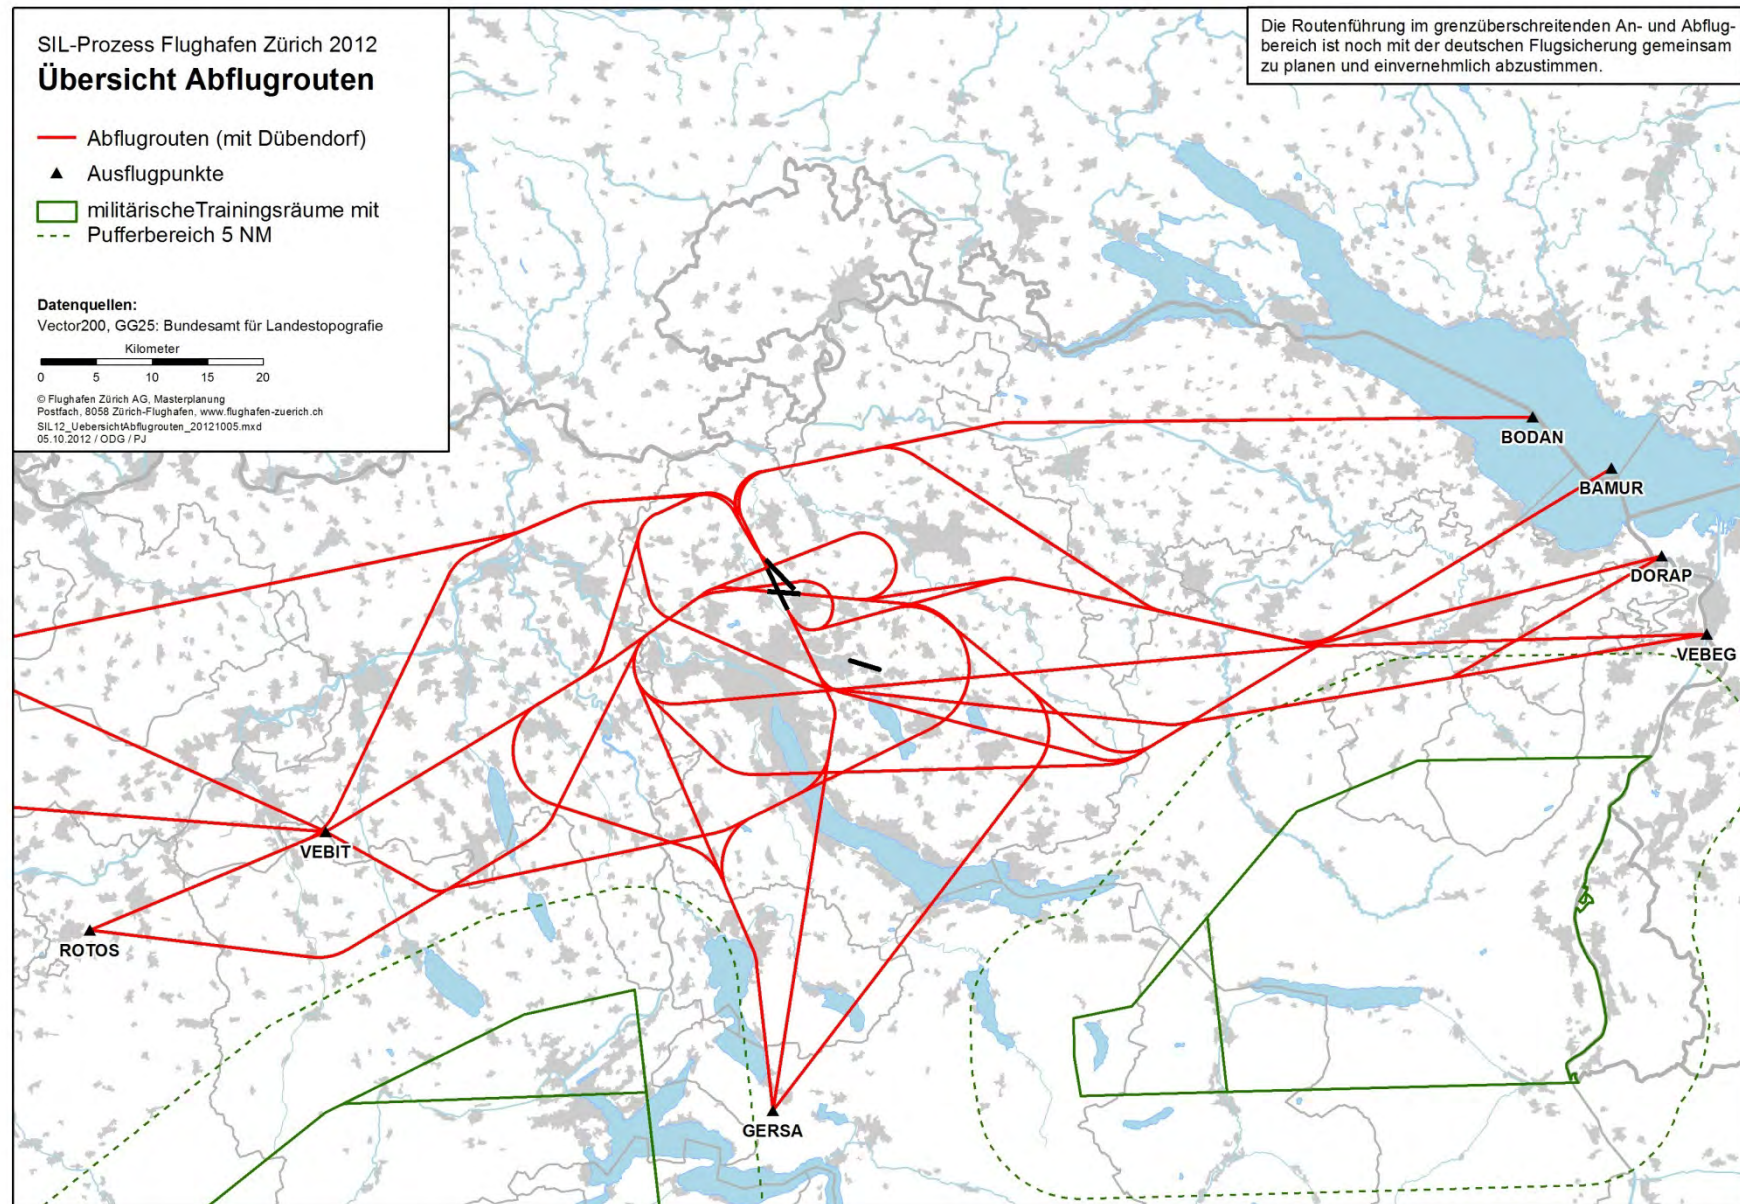 SIL-Prozess Flughafen Zürich 2012
Übersicht Abflugrouten
Abflugrouten (mit Dübendorf)
Ausflugpunkte
militärischeTrainingsräume mit
Pufferbereich 5 NM
Datenquellen:
Vector200, GG25: Bundesamt für Landestopografie
Kilometer
0 5 10 15 20
© Flughafen Zürich AG, Masterplanung
Postfach, 8058 Zürich-Flughafen, www.flughafen-zuerich.ch
SIL12_UebersichtAbflugrouten_20121005.mxd
05.10.2012 / ODG / PJ
Die Routenführung im grenzüberschreitenden An- und Abflug-
bereich ist noch mit der deutschen Flugsicherung gemeinsam
zu planen und einvernehmlich abzustimmen.
BODAN
BAMUR
DORAP
VEBEG
VEBIT
ROTOS
GERSA